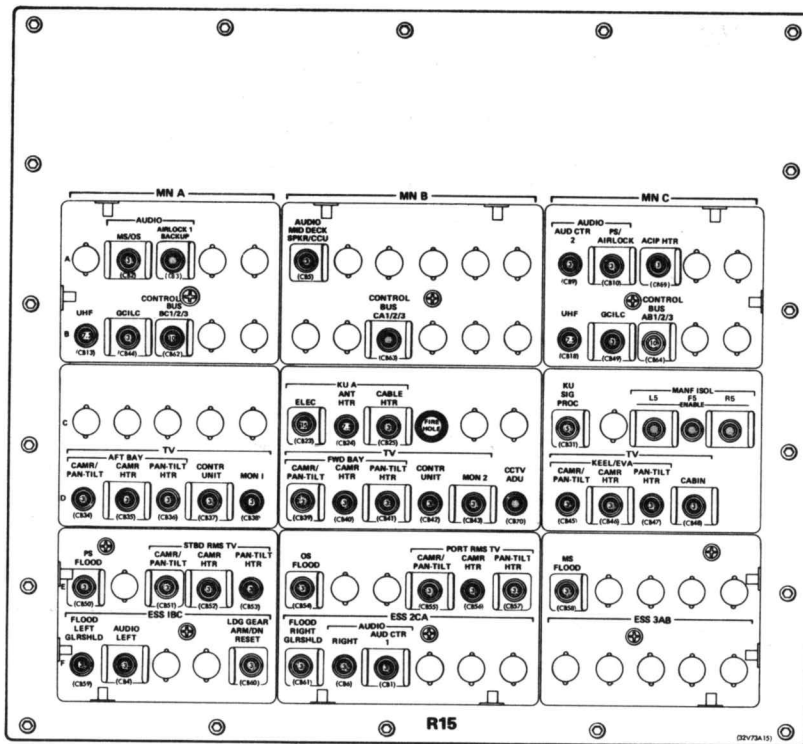 MN A
MN B
MN C
AUDIO
MS/OS
AIRLOCK 1
BACKUP
A
(CB2)
(CB3)
AUDIO
MID DECK
SPKR/CCU
(CB5)
AUDIO
AUD CTR
2
PS/
AIRLOCK
ACIP HTR
(CB9)
(CB10)
(CB69)
CONTROL
BUS
UHF
GCILC
BC1/2/3
B
(CB13)
(CB44)
(CB62)
CONTROL
BUS
CA1/2/3
(CB63)
CONTROL
BUS
UHF
GCILC
AB1/2/3
(CB18)
(CB49)
(CB64)
C
KU A
ELEC
ANT
HTR
CABLE
HTR
FIRE
HOLE
(CB23)
(CB24)
(CB25)
KU
SIG
PROC
(CB31)
MANF ISOL
L5
F5
R5
ENABLE
TV
AFT BAY
CAMR/
PAN-TILT
CAMR
HTR
PAN-TILT
HTR
CONTR
UNIT
MON 1
D
(CB34)
(CB35)
(CB36)
(CB37)
(CB38)
TV
FWD BAY
CAMR/
PAN-TILT
CAMR
HTR
PAN-TILT
HTR
CONTR
UNIT
MON 2
CCTV
ADU
(CB39)
(CB40)
(CB41)
(CB42)
(CB43)
(CB70)
TV
KEEL/EVA
CAMR/
PAN-TILT
CAMR
HTR
PAN-TILT
HTR
CABIN
(CB45)
(CB46)
(CB47)
(CB48)
PS
FLOOD
STBD RMS TV
CAMR/
PAN-TILT
CAMR
HTR
PAN-TILT
HTR
E
(CB50)
(CB51)
(CB52)
(CB53)
OS
FLOOD
PORT RMS TV
CAMR/
PAN-TILT
CAMR
HTR
PAN-TILT
HTR
(CB54)
(CB55)
(CB56)
(CB57)
MS
FLOOD
(CB58)
ESS 1BC
FLOOD
LEFT
GLRSHLD
AUDIO
LEFT
LDG GEAR
ARM/DN
RESET
F
(CB59)
(CB4)
(CB60)
ESS 2CA
FLOOD
RIGHT
GLRSHLD
AUDIO
RIGHT
AUD CTR
1
(CB61)
(CB6)
(CB1)
ESS 3AB
R15
(32V73A15)